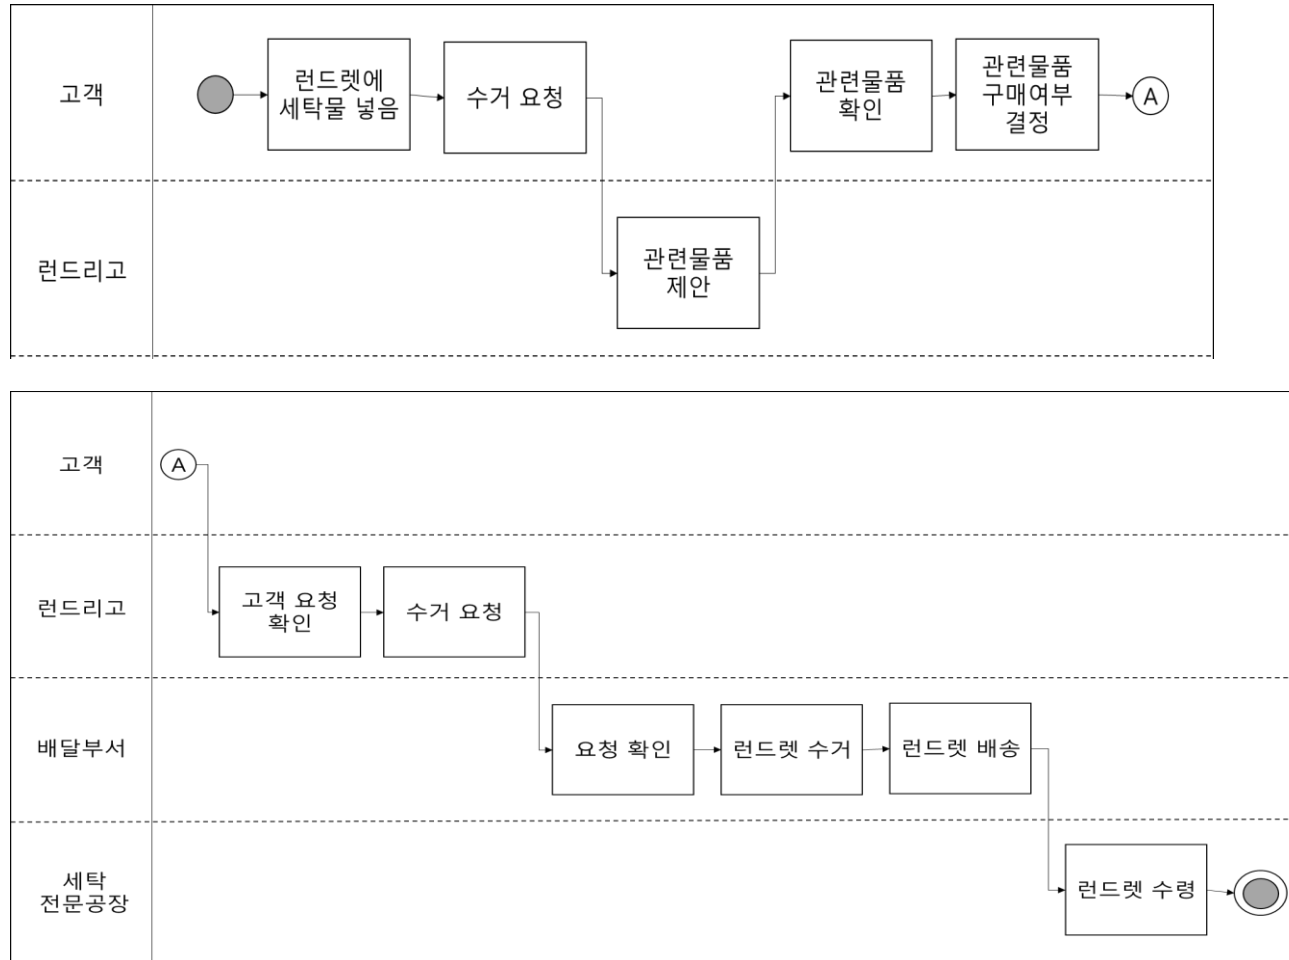 고객
런드렛에
세탁물 넣음
수거 요청
관련물품
확인
관련물품
구매여부
결정
A
런드리고
관련물품
제안
고객
A
런드리고
고객 요청
확인
수거 요청
배달부서
요청 확인
런드렛 수거
런드렛 배송
세탁
전문공장
런드렛 수령